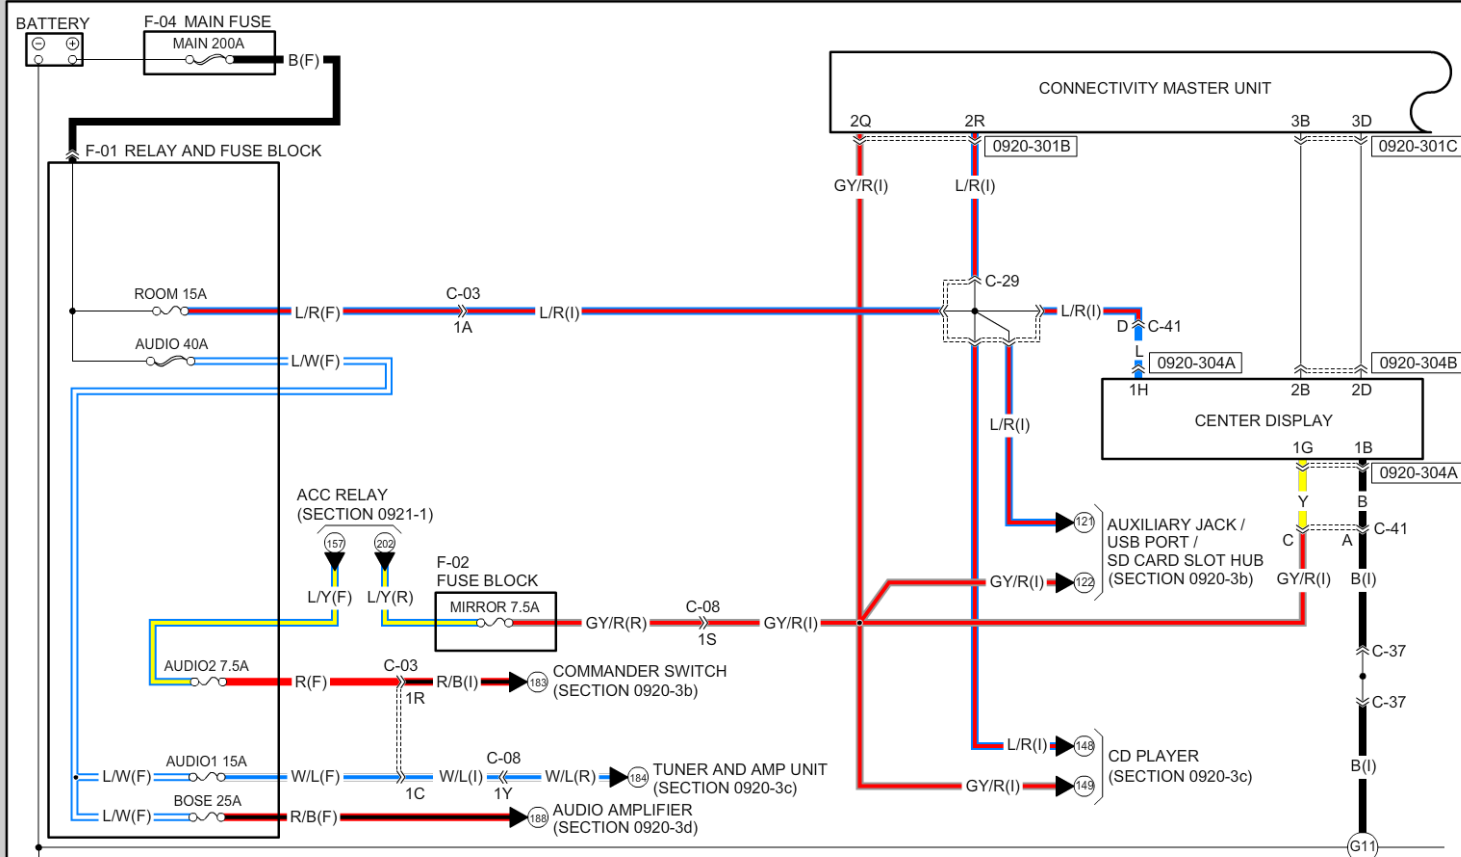 BATTERY
F-04 MAIN FUSE
MAIN 200A
B(F)
CONNECTIVITY MASTER UNIT
2Q
2R
3B
3D
0920-301B
0920-301C
F-01 RELAY AND FUSE BLOCK
GY/R(I)
L/R(I)
C-29
ROOM 15A
L/R(F)
C-03
1A
L/R(I)
L/R(I)
D
C-41
L
AUDIO 40A
L/W(F)
0920-304A
0920-304B
1H
2B
2D
CENTER DISPLAY
1G
1B
0920-304A
L/R(I)
Y
B
C
A
C-41
ACC RELAY
(SECTION 0921-1)
157
202
L/Y(F)
L/Y(R)
F-02
FUSE BLOCK
MIRROR 7.5A
GY/R(R)
C-08
1S
GY/R(I)
121
AUXILIARY JACK /
USB PORT /
SD CARD SLOT HUB
(SECTION 0920-3b)
GY/R(I)
122
GY/R(I)
B(I)
C-37
C-37
AUDIO2 7.5A
R(F)
C-03
1R
R/B(I)
183
COMMANDER SWITCH
(SECTION 0920-3b)
L/R(I)
148
CD PLAYER
(SECTION 0920-3c)
GY/R(I)
149
B(I)
L/W(F)
AUDIO1 15A
W/L(F)
1C
W/L(I)
C-08
1Y
W/L(R)
184
TUNER AND AMP UNIT
(SECTION 0920-3c)
L/W(F)
BOSE 25A
R/B(F)
188
AUDIO AMPLIFIER
(SECTION 0920-3d)
G11